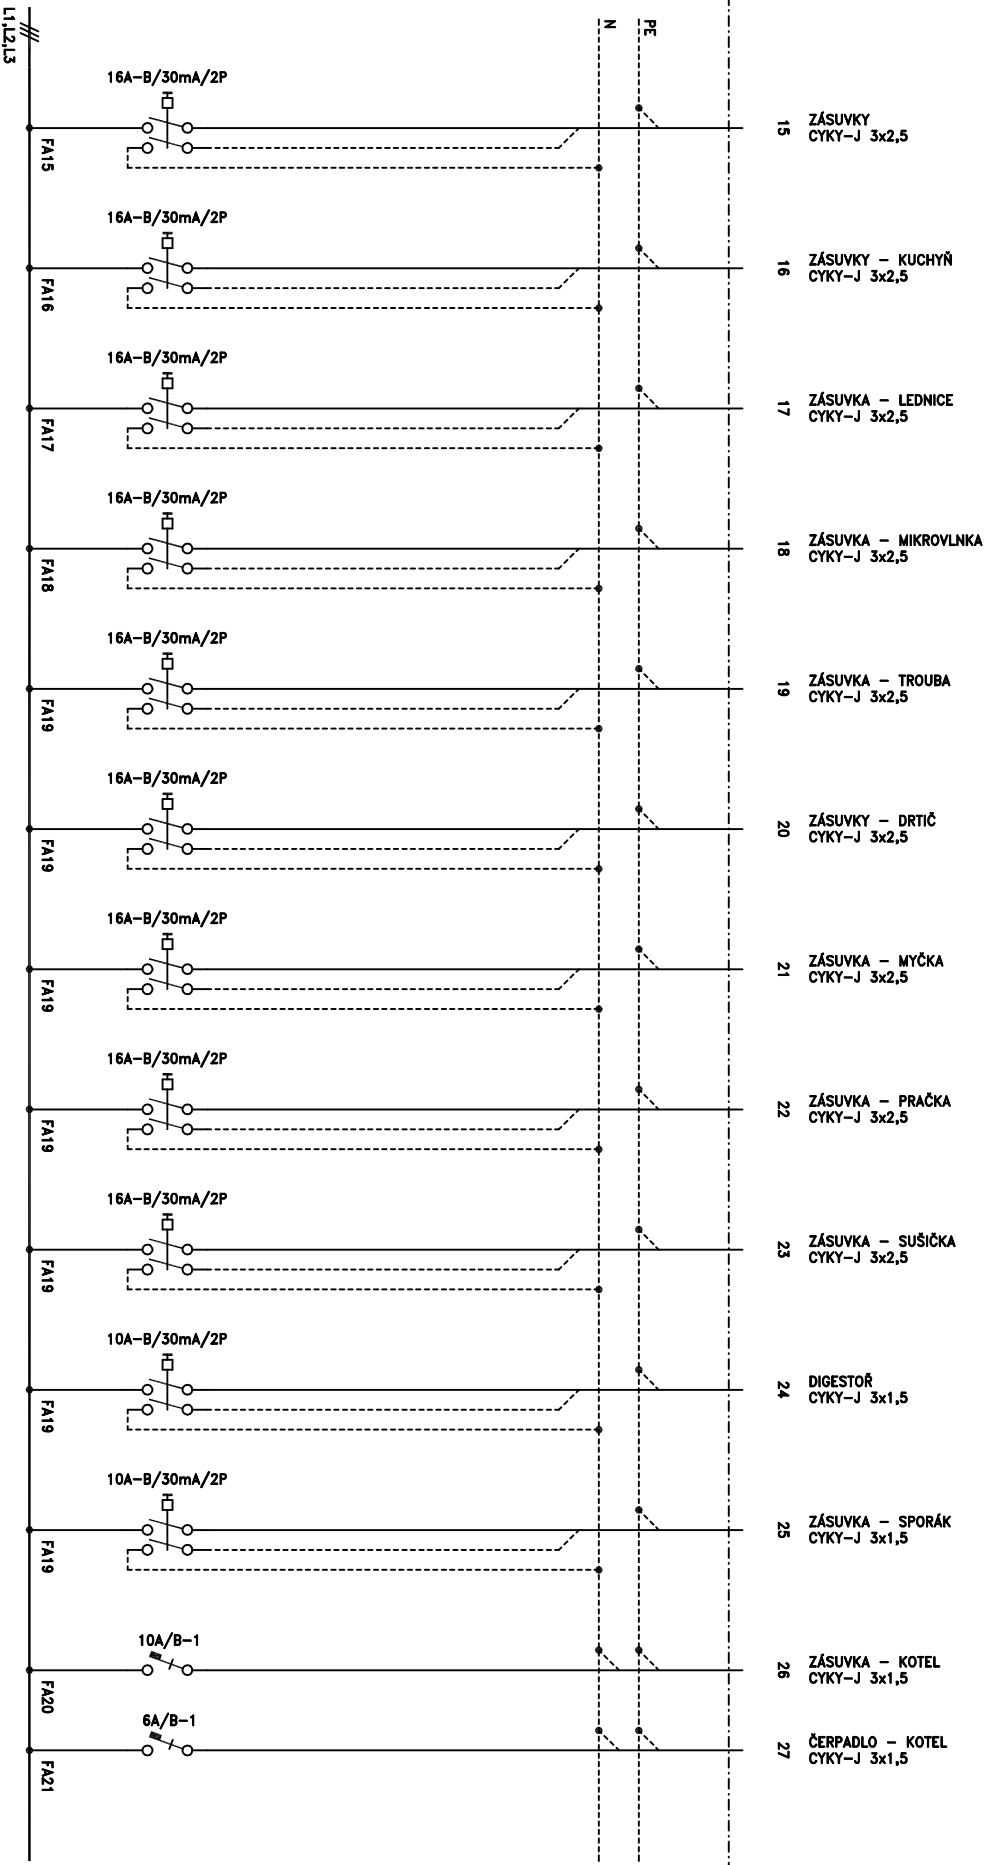 L1,L2,L3
N
PE
16A-B/30mA/2P
FA15
15
ZÁSUVKY
CYKY-J 3x2,5
16A-B/30mA/2P
FA16
16
ZÁSUVKY - KUCHYŇ
CYKY-J 3x2,5
16A-B/30mA/2P
FA17
17
ZÁSUVKA - LEDNICE
CYKY-J 3x2,5
16A-B/30mA/2P
FA18
18
ZÁSUVKA - MIKROVLNKA
CYKY-J 3x2,5
16A-B/30mA/2P
FA19
19
ZÁSUVKA - TROUBA
CYKY-J 3x2,5
16A-B/30mA/2P
FA19
20
ZÁSUVKY - DRTIČ
CYKY-J 3x2,5
16A-B/30mA/2P
FA19
21
ZÁSUVKA - MYČKA
CYKY-J 3x2,5
16A-B/30mA/2P
FA19
22
ZÁSUVKA - PRAČKA
CYKY-J 3x2,5
16A-B/30mA/2P
FA19
23
ZÁSUVKA - SUŠIČKA
CYKY-J 3x2,5
10A-B/30mA/2P
FA19
24
DIGESTOŘ
CYKY-J 3x1,5
10A-B/30mA/2P
FA19
25
ZÁSUVKA - SPORÁK
CYKY-J 3x1,5
10A/B-1
FA20
26
ZÁSUVKA - KOTEL
CYKY-J 3x1,5
6A/B-1
FA21
27
ČERPADLO - KOTEL
CYKY-J 3x1,5